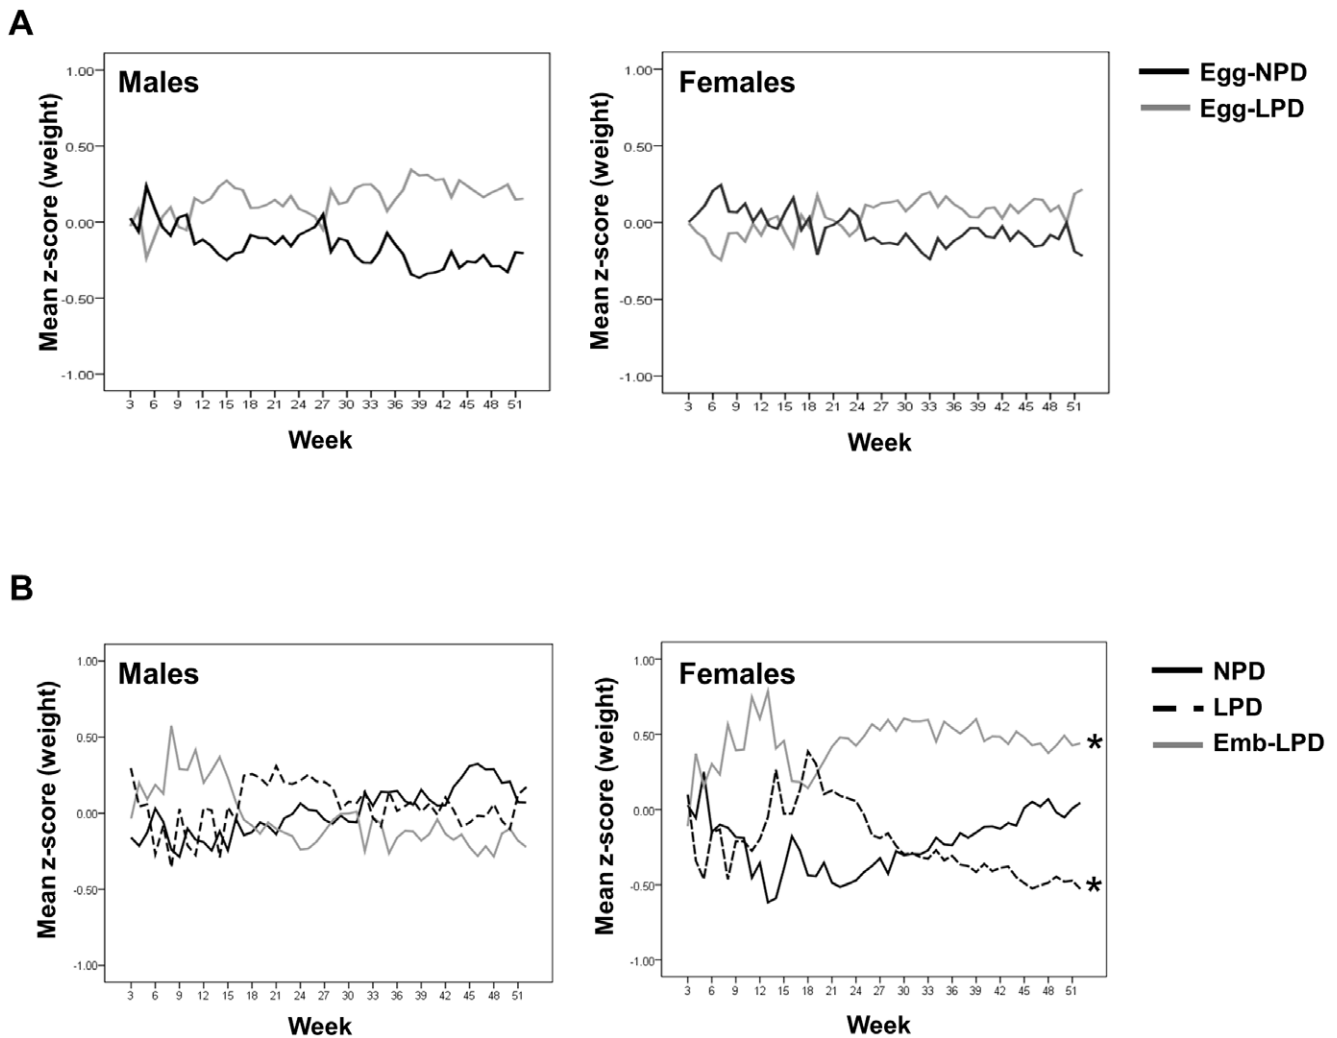 A
Males
Mean z-score (weight)
1.00
0.50
0.00
-0.50
-1.00
3 6 9 12 15 18 21 24 27 30 33 36 39 42 45 48 51
Week
Females
Mean z-score (weight)
1.00
0.50
0.00
-0.50
-1.00
3 6 9 12 15 18 21 24 27 30 33 36 39 42 45 48 51
Week
Egg-NPD
Egg-LPD
B
Males
Mean z-score (weight)
1.00
0.50
0.00
-0.50
-1.00
3 6 9 12 15 18 21 24 27 30 33 36 39 42 45 48 51
Week
Females
Mean z-score (weight)
1.00
0.50
0.00
-0.50
-1.00
3 6 9 12 15 18 21 24 27 30 33 36 39 42 45 48 51
Week
*
*
NPD
LPD
Emb-LPD